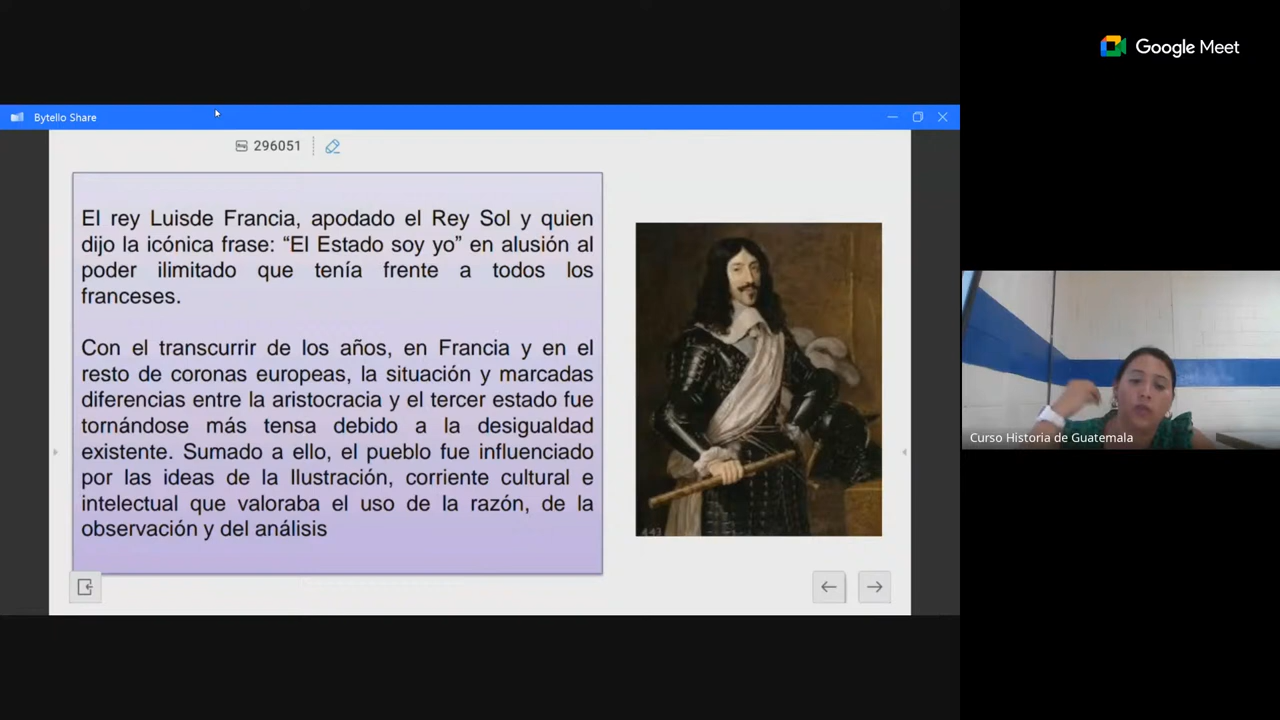 Google Meet
Bytello Share
296051
El rey Luisde Francia, apodado el Rey Sol y quien
dijo la icónica frase: “El Estado soy yo” en alusión al
poder ilimitado que tenía frente a todos los
franceses.
Con el transcurrir de los años, en Francia y en el
resto de coronas europeas, la situación y marcadas
diferencias entre la aristocracia y el tercer estado fue
tornándose más tensa debido a la desigualdad
existente. Sumado a ello, el pueblo fue influenciado
por las ideas de la Ilustración, corriente cultural e
intelectual que valoraba el uso de la razón, de la
observación y del análisis
443
Curso Historia de Guatemala